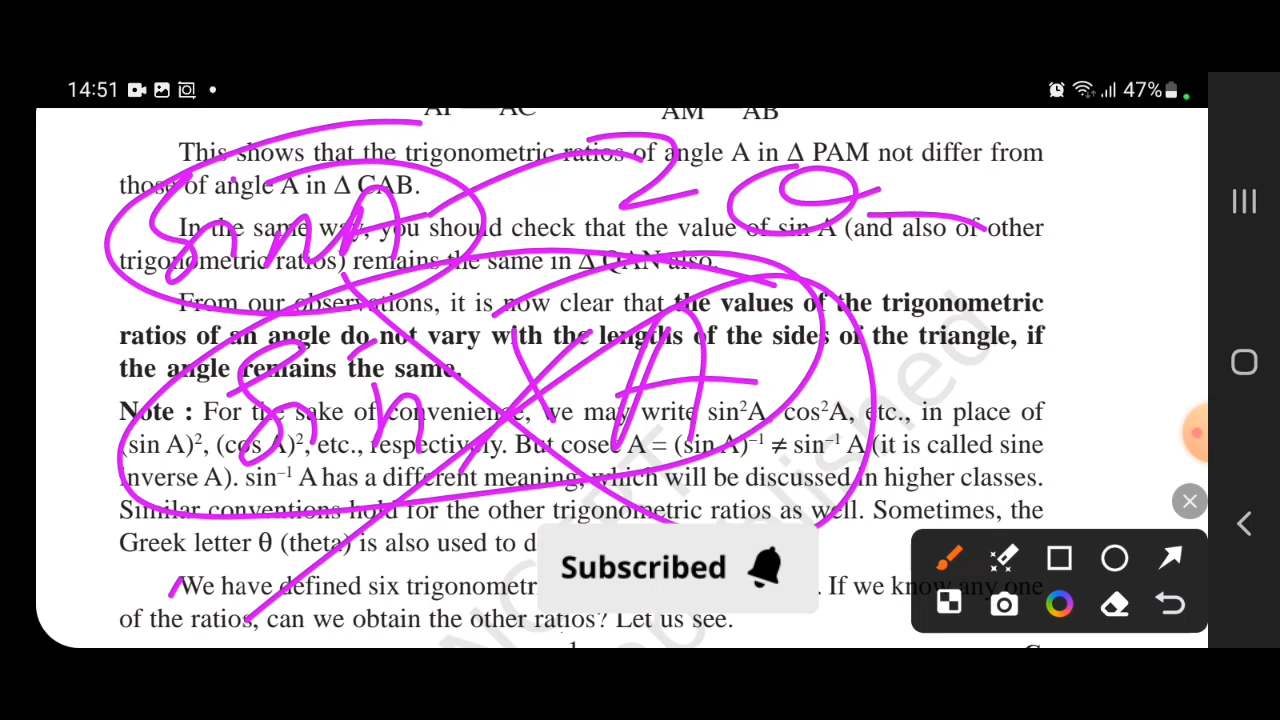 14:51 47%
AM AB
This shows that the trigonometric ratios of angle A in Δ PAM not differ from
those of angle A in Δ CAB.
In the same way, you should check that the value of sin A (and also of other
trigonometric ratios) remains the same in Δ QAN also.
From our observations, it is now clear that the values of the trigonometric
ratios of an angle do not vary with the lengths of the sides of the triangle, if
the angle remains the same.
Note : For the sake of convenience, we may write sin²A, cos²A, etc., in place of
(sin A)², (cos A)², etc., respectively. But cosec A = (sin A)⁻¹ ≠ sin⁻¹ A (it is called sine
inverse A). sin⁻¹ A has a different meaning, which will be discussed in higher classes.
Similar conventions hold for the other trigonometric ratios as well. Sometimes, the
Greek letter θ (theta) is also used to d
Subscribed
We have defined six trigonometri . If we know any one
of the ratios, can we obtain the other ratios? Let us see.
sin A
sin A